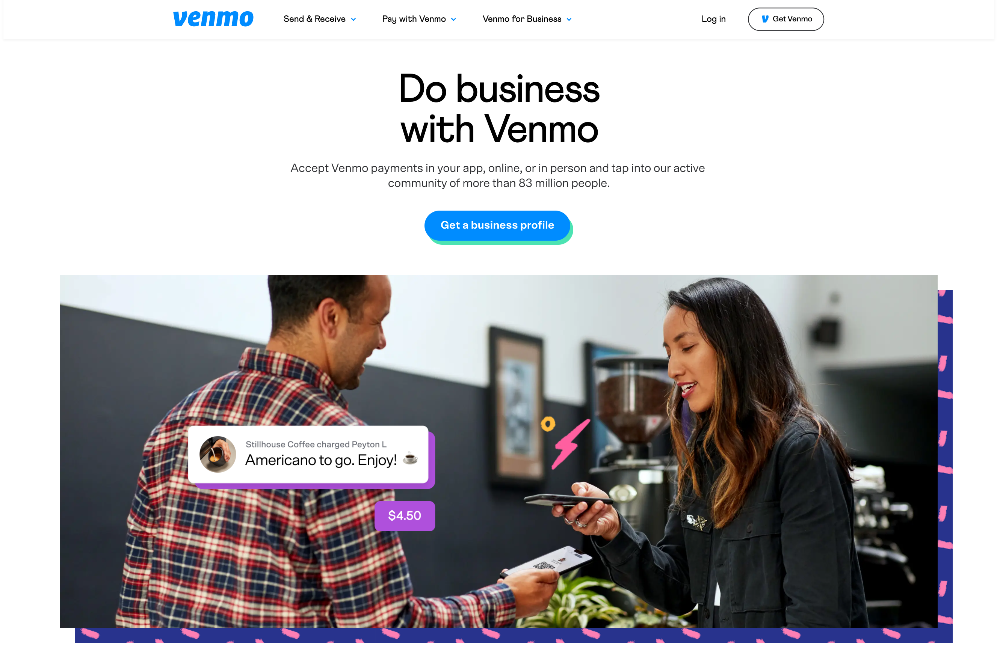 venmo
Send & Receive
Pay with Venmo
Venmo for Business
Log in
Get Venmo
Do business
with Venmo
Accept Venmo payments in your app, online, or in person and tap into our active
community of more than 83 million people.
Get a business profile
Stillhouse Coffee charged Peyton L
Americano to go. Enjoy!
$4.50